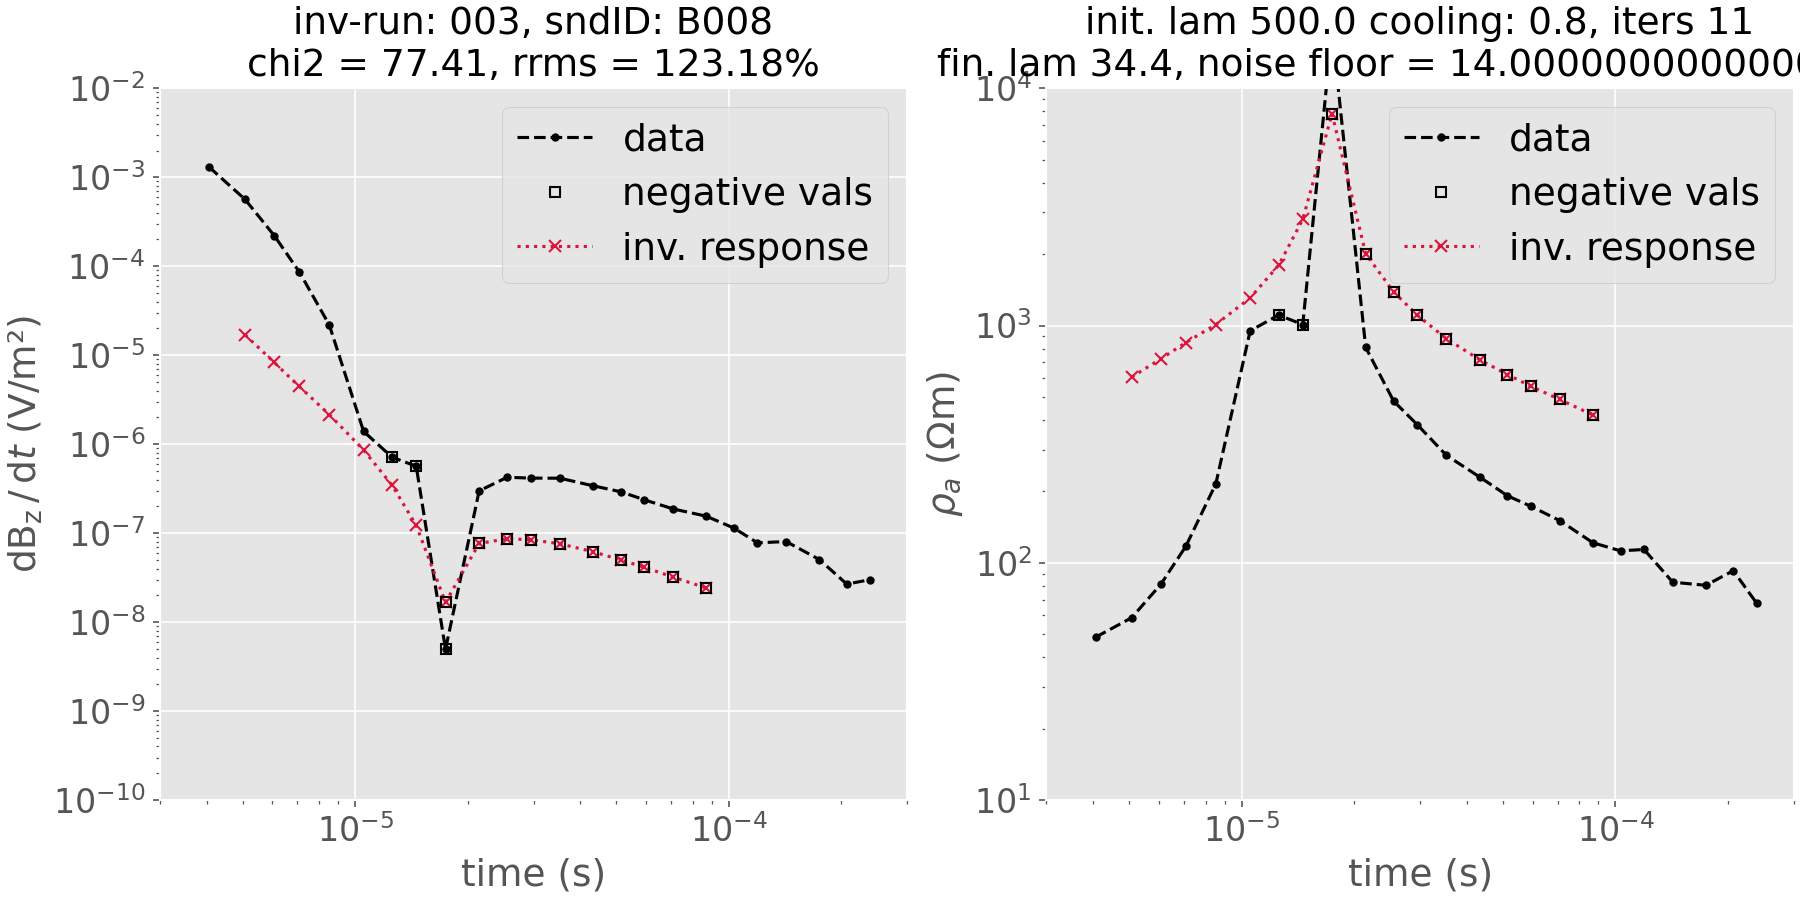 inv-run: 003, sndID: B008
chi2 = 77.41, rrms = 123.18%
10⁻²
10⁻³
10⁻⁴
10⁻⁵
10⁻⁶
10⁻⁷
10⁻⁸
10⁻⁹
10⁻¹⁰
dB_z / dt (V/m²)
data
negative vals
inv. response
10⁻⁵
10⁻⁴
time (s)
init. lam 500.0 cooling: 0.8, iters 11
fin. lam 34.4, noise floor = 14.0000000000000
10⁴
10³
10²
10¹
ρₐ (Ωm)
data
negative vals
inv. response
10⁻⁵
10⁻⁴
time (s)